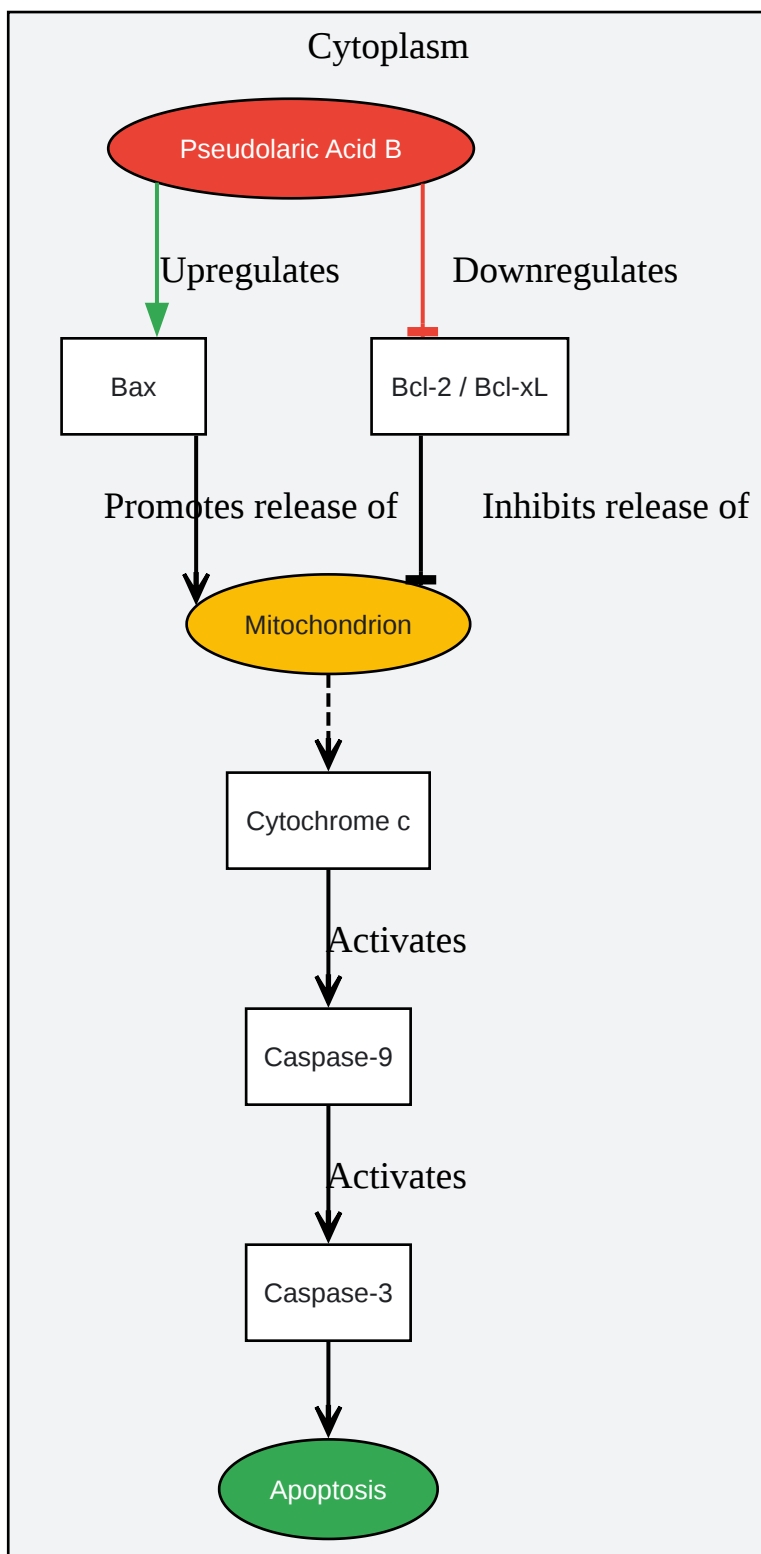 Cytoplasm
Pseudolaric Acid B
Upregulates
Downregulates
Bax
Bcl-2 / Bcl-xL
Promotes release of
Inhibits release of
Mitochondrion
Cytochrome c
Activates
Caspase-9
Activates
Caspase-3
Apoptosis